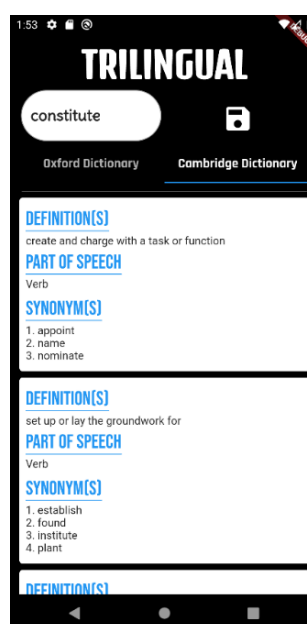 1:53
DEBUG
TRILINGUAL
constitute
Oxford Dictionary Cambridge Dictionary
DEFINITION(S)
create and charge with a task or function
PART OF SPEECH
Verb
SYNONYM(S)
1. appoint
2. name
3. nominate
DEFINITION(S)
set up or lay the groundwork for
PART OF SPEECH
Verb
SYNONYM(S)
1. establish
2. found
3. institute
4. plant
DEFINITION(S)